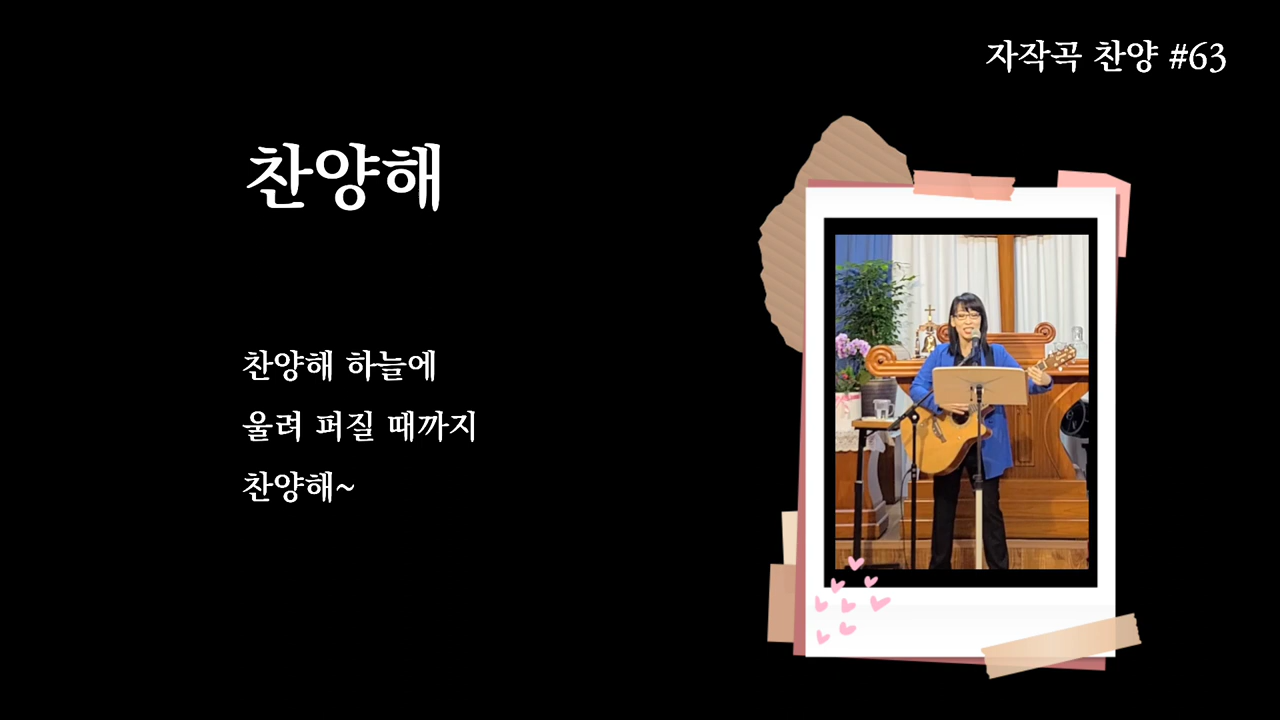 자작곡 찬양 #63
찬양해
찬양해 하늘에
울려 퍼질 때까지
찬양해~